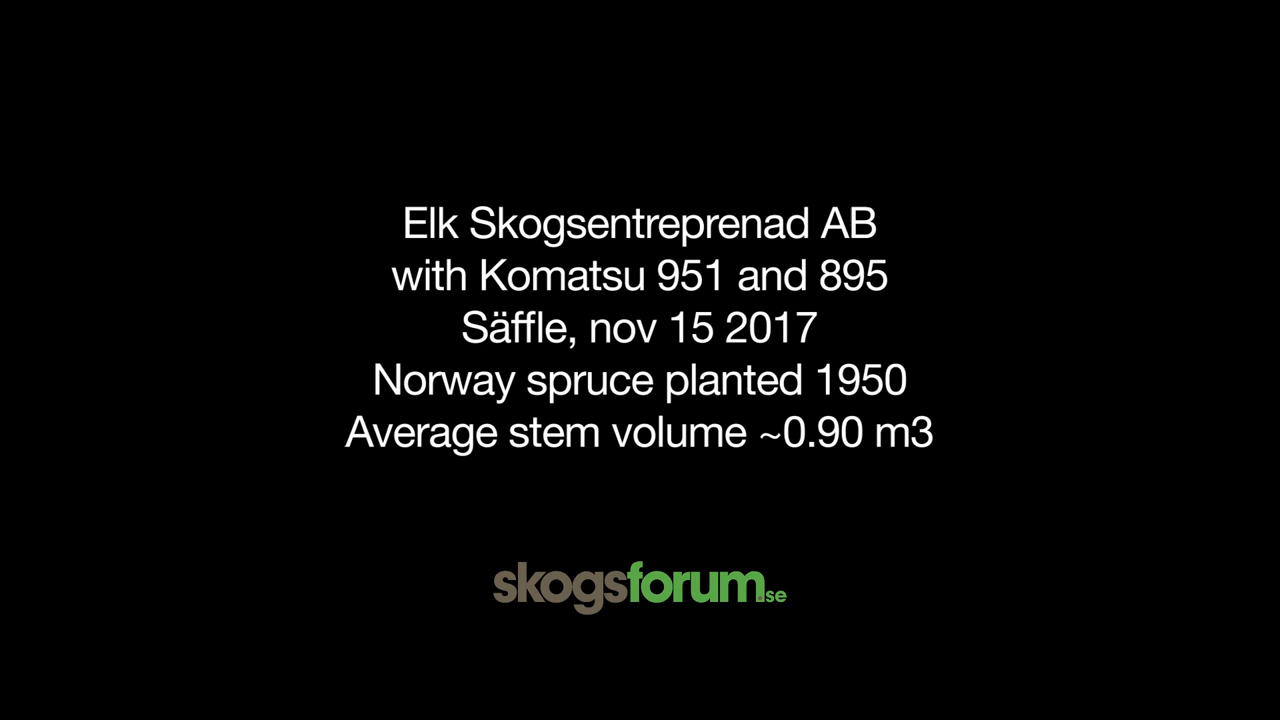 Elk Skogsentreprenad AB
with Komatsu 951 and 895
Säffle, nov 15 2017
Norway spruce planted 1950
Average stem volume ~0.90 m3
skogsforum.se